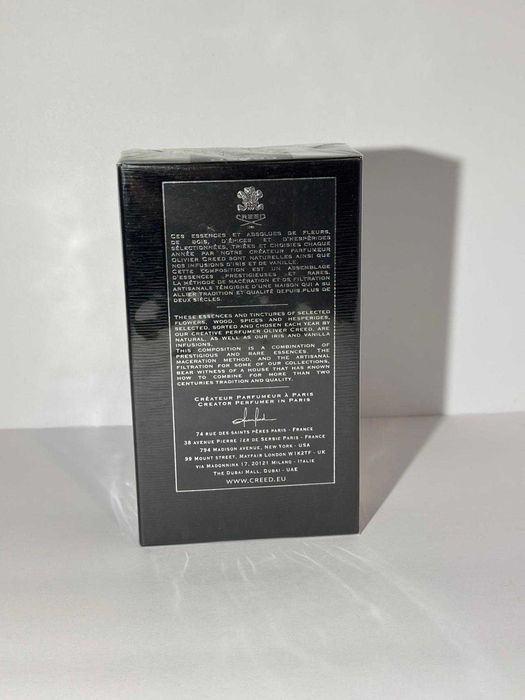 CREED
CES ESSENCES ET ABSOLUES DE FLEURS,
DE BOIS, D'ÉPICES ET D'HESPÉRIDES
SÉLECTIONNÉES, TRIÉES ET CHOISIES CHAQUE
ANNÉE PAR NOTRE CRÉATEUR PARFUMEUR
OLIVIER CREED SONT NATURELLES AINSI QUE
NOS INFUSIONS D'IRIS ET DE VANILLE.
CETTE COMPOSITION EST UN ASSEMBLAGE
D'ESSENCES PRESTIGIEUSES ET RARES.
LA MÉTHODE DE MACÉRATION ET DE FILTRATION
ARTISANALE TÉMOIGNE D'UNE MAISON QUI A SU
ALLIER TRADITION ET QUALITÉ DEPUIS PLUS DE
DEUX SIÈCLES.
THESE ESSENCES AND TINCTURES OF SELECTED
FLOWERS, WOOD, SPICES AND HESPERIDES,
SELECTED, SORTED AND CHOSEN EACH YEAR BY
OUR CREATIVE PERFUMER OLIVER CREED, ARE
NATURAL, AS WELL AS OUR IRIS AND VANILLA
INFUSIONS.
THIS COMPOSITION IS A COMBINATION OF
PRESTIGIOUS AND RARE ESSENCES. THE
MACERATION METHOD, AND THE ARTISANAL
FILTRATION FOR SOME OF OUR COLLECTIONS,
BEAR WITNESS OF A HOUSE THAT HAS KNOWN
HOW TO COMBINE FOR MORE THAN TWO
CENTURIES TRADITION AND QUALITY.
CRÉATEUR PARFUMEUR À PARIS
CREATOR PERFUMER IN PARIS
74 RUE DES SAINTS PÈRES PARIS - FRANCE
38 AVENUE PIERRE 1ER DE SERBIE PARIS - FRANCE
794 MADISON AVENUE, NEW YORK - USA
99 MOUNT STREET, MAYFAIR LONDON W1K2TF - UK
VIA MADONNINA 17, 20121 MILANO - ITALIE
THE DUBAI MALL, DUBAI - UAE
WWW.CREED.EU